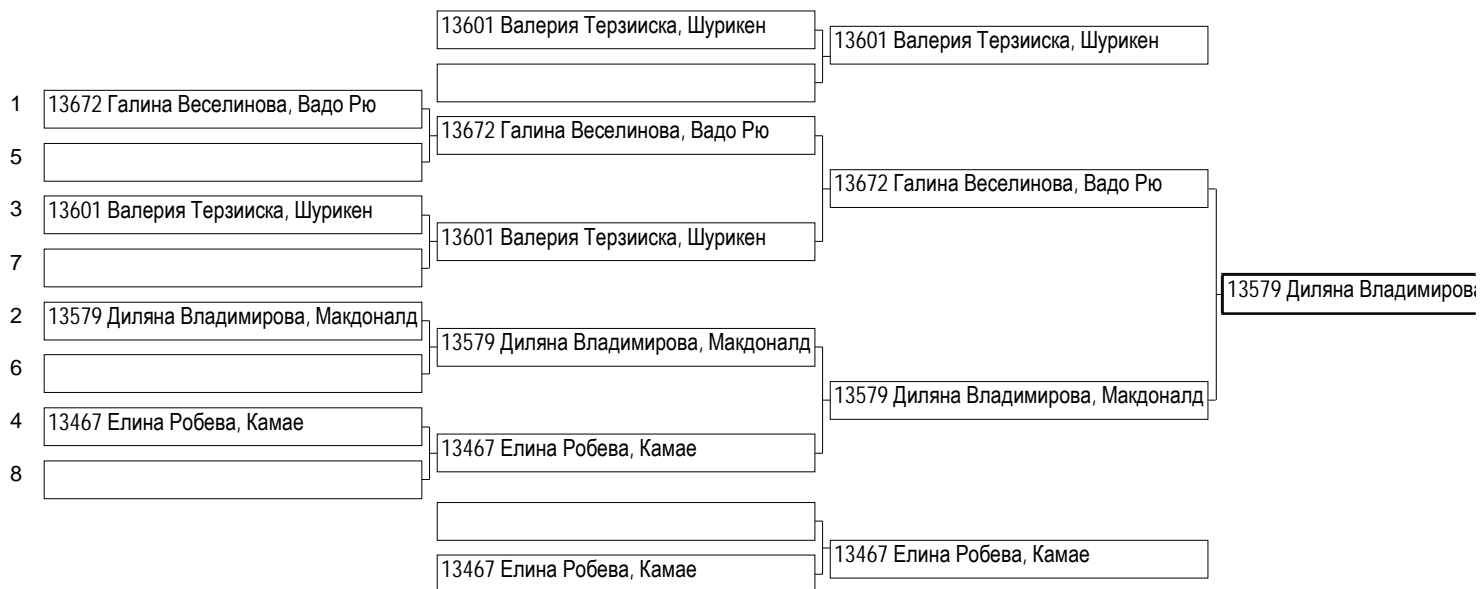 13601 Валерия Терзииска, Шурикен
13601 Валерия Терзииска, Шурикен
1
13672 Галина Веселинова, Вадо Рю
13672 Галина Веселинова, Вадо Рю
5
13672 Галина Веселинова, Вадо Рю
3
13601 Валерия Терзииска, Шурикен
13601 Валерия Терзииска, Шурикен
7
13579 Диляна Владимирова
2
13579 Диляна Владимирова, Макдоналд
13579 Диляна Владимирова, Макдоналд
6
13579 Диляна Владимирова, Макдоналд
4
13467 Елина Робева, Камае
13467 Елина Робева, Камае
8
13467 Елина Робева, Камае
13467 Елина Робева, Камае